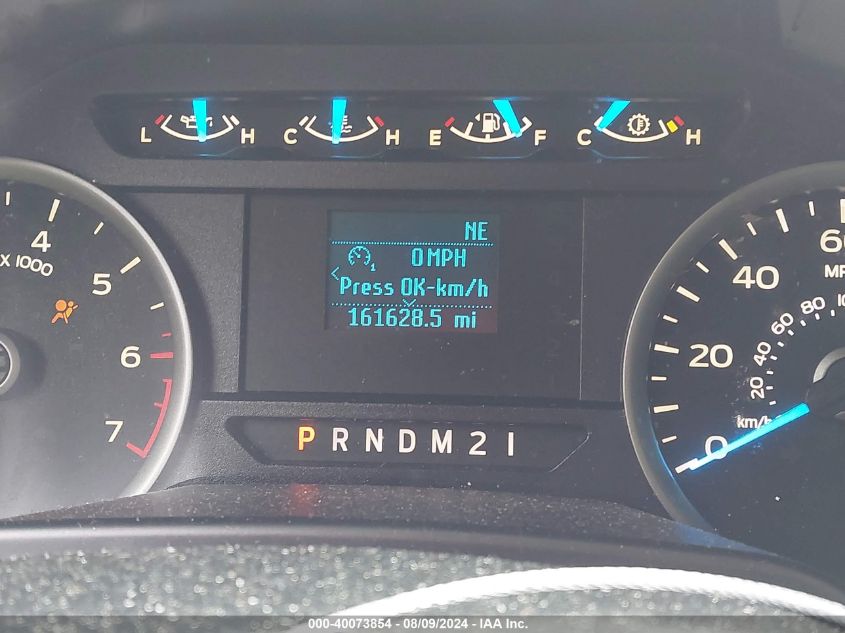 L H C H E F C H
4
X 1000
5
6
7
NE
1
0 MPH
Press OK-km/h
161628.5 mi
P R N D M 2 1
60
MP
40
20
0
80
60
40
20
km/h
000-40073854 - 08/09/2024 - IAA Inc.